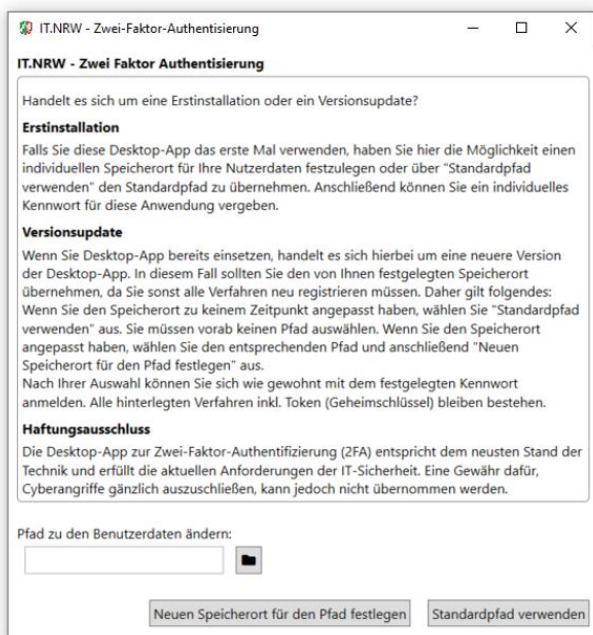 IT.NRW - Zwei-Faktor-Authentisierung
IT.NRW - Zwei Faktor Authentisierung
Handelt es sich um eine Erstinstallation oder ein Versionsupdate?
Erstinstallation
Falls Sie diese Desktop-App das erste Mal verwenden, haben Sie hier die Möglichkeit einen
individuellen Speicherort für Ihre Nutzerdaten festzulegen oder über "Standardpfad
verwenden" den Standardpfad zu übernehmen. Anschließend können Sie ein individuelles
Kennwort für diese Anwendung vergeben.
Versionsupdate
Wenn Sie Desktop-App bereits einsetzen, handelt es sich hierbei um eine neuere Version
der Desktop-App. In diesem Fall sollten Sie den von Ihnen festgelegten Speicherort
übernehmen, da Sie sonst alle Verfahren neu registrieren müssen. Daher gilt folgendes:
Wenn Sie den Speicherort zu keinem Zeitpunkt angepasst haben, wählen Sie "Standardpfad
verwenden" aus. Sie müssen vorab keinen Pfad auswählen. Wenn Sie den Speicherort
angepasst haben, wählen Sie den entsprechenden Pfad und anschließend "Neuen
Speicherort für den Pfad festlegen" aus.
Nach Ihrer Auswahl können Sie sich wie gewohnt mit dem festgelegten Kennwort
anmelden. Alle hinterlegten Verfahren inkl. Token (Geheimschlüssel) bleiben bestehen.
Haftungsausschluss
Die Desktop-App zur Zwei-Faktor-Authentifizierung (2FA) entspricht dem neusten Stand der
Technik und erfüllt die aktuellen Anforderungen der IT-Sicherheit. Eine Gewähr dafür,
Cyberangriffe gänzlich auszuschließen, kann jedoch nicht übernommen werden.
Pfad zu den Benutzerdaten ändern:
Neuen Speicherort für den Pfad festlegen Standardpfad verwenden